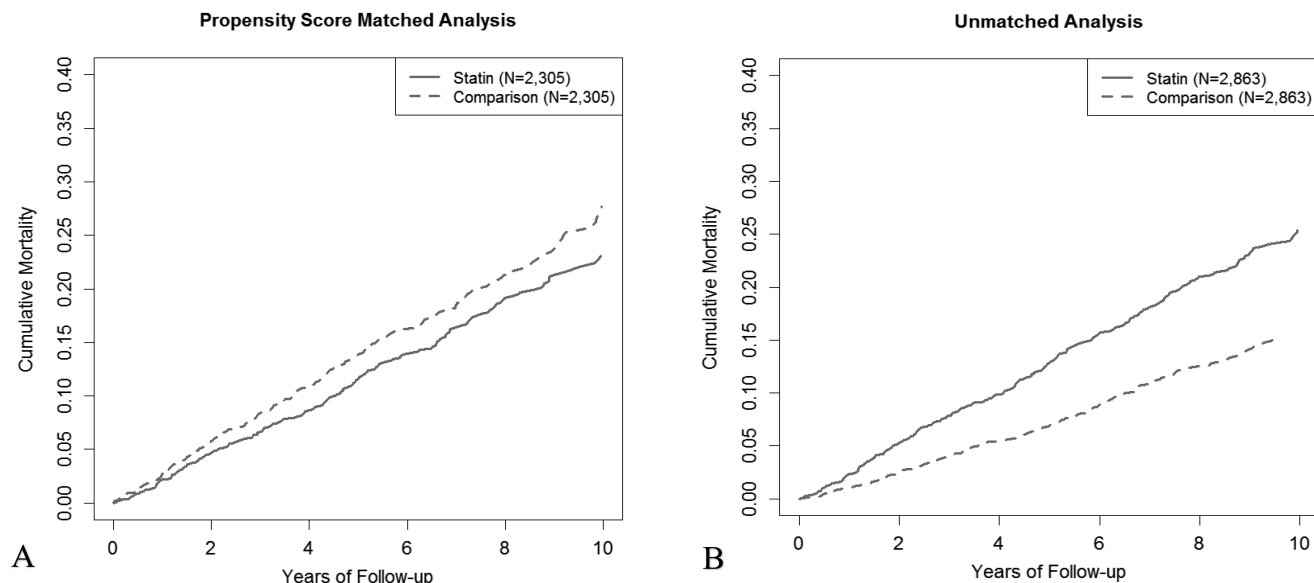 Propensity Score Matched Analysis
Statin (N=2,305)
Comparison (N=2,305)
Cumulative Mortality
0.40
0.35
0.30
0.25
0.20
0.15
0.10
0.05
0.00
0 2 4 6 8 10
Years of Follow-up
A
Unmatched Analysis
Statin (N=2,863)
Comparison (N=2,863)
Cumulative Mortality
0.40
0.35
0.30
0.25
0.20
0.15
0.10
0.05
0.00
0 2 4 6 8 10
Years of Follow-up
B